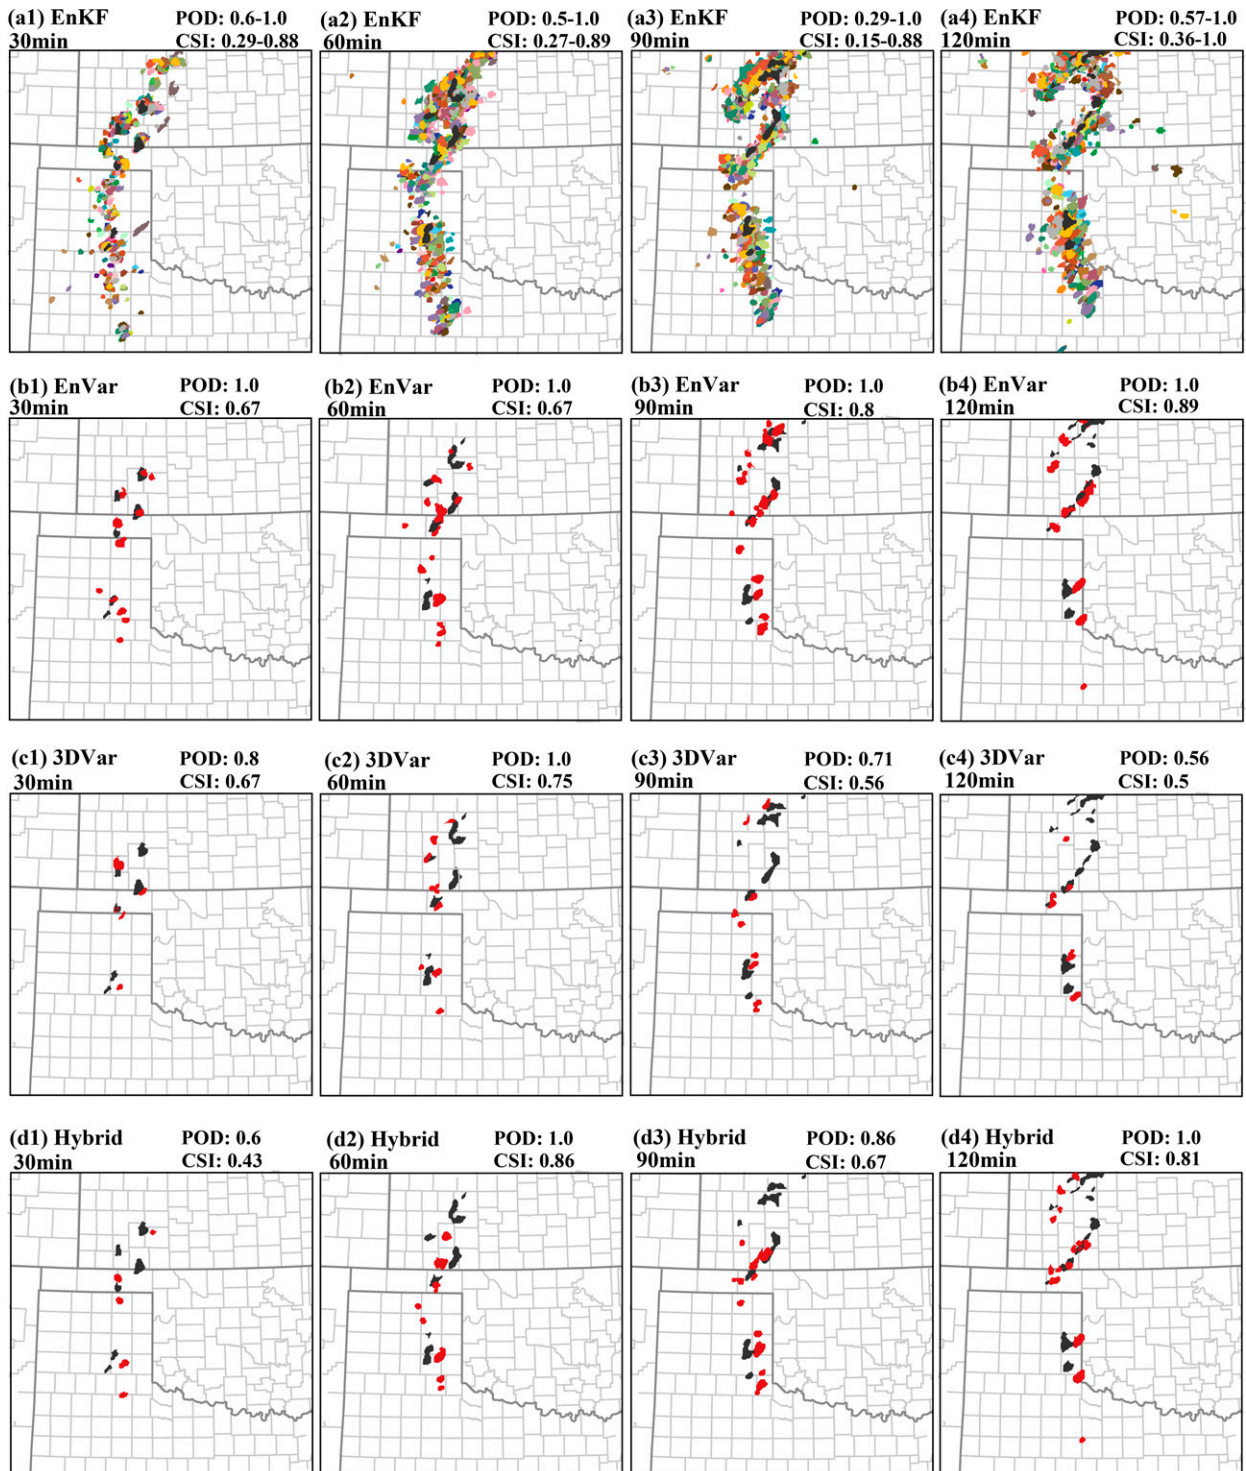 (a1) EnKF POD: 0.6-1.0
30min CSI: 0.29-0.88
(a2) EnKF POD: 0.5-1.0
60min CSI: 0.27-0.89
(a3) EnKF POD: 0.29-1.0
90min CSI: 0.15-0.88
(a4) EnKF POD: 0.57-1.0
120min CSI: 0.36-1.0
(b1) EnVar POD: 1.0
30min CSI: 0.67
(b2) EnVar POD: 1.0
60min CSI: 0.67
(b3) EnVar POD: 1.0
90min CSI: 0.8
(b4) EnVar POD: 1.0
120min CSI: 0.89
(c1) 3DVar POD: 0.8
30min CSI: 0.67
(c2) 3DVar POD: 1.0
60min CSI: 0.75
(c3) 3DVar POD: 0.71
90min CSI: 0.56
(c4) 3DVar POD: 0.56
120min CSI: 0.5
(d1) Hybrid POD: 0.6
30min CSI: 0.43
(d2) Hybrid POD: 1.0
60min CSI: 0.86
(d3) Hybrid POD: 0.86
90min CSI: 0.67
(d4) Hybrid POD: 1.0
120min CSI: 0.81